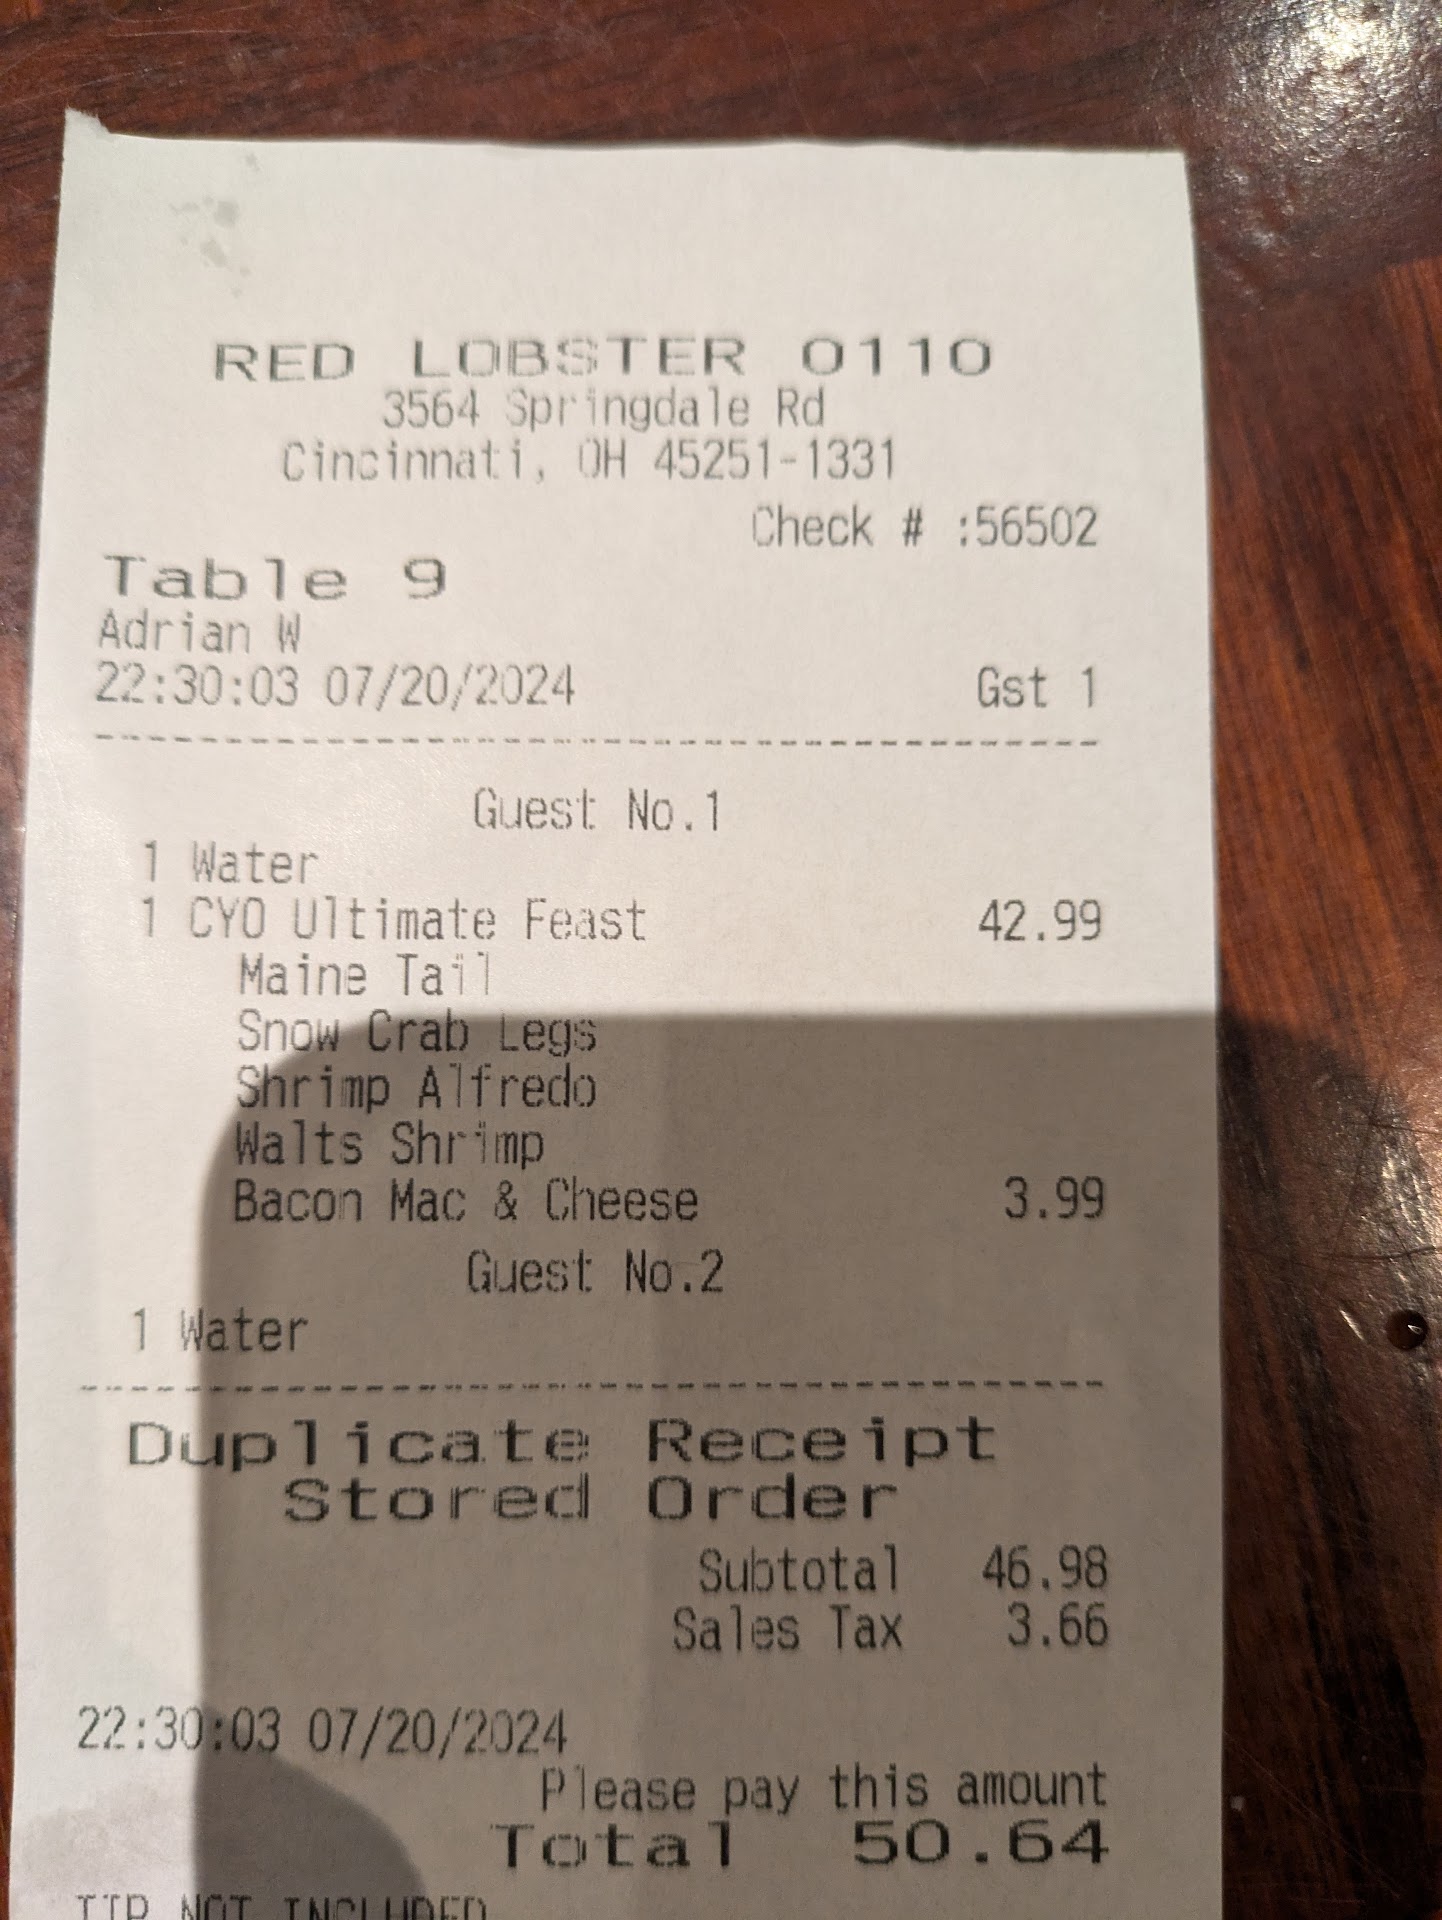 RED LOBSTER 0110
3564 Springdale Rd
Cincinnati, OH 45251-1331
Check # :56502
Table 9
Adrian W
22:30:03 07/20/2024 Gst 1
Guest No.1
1 Water
1 CYO Ultimate Feast 42.99
Maine Tail
Snow Crab Legs
Shrimp Alfredo
Walts Shrimp
Bacon Mac & Cheese 3.99
Guest No.2
1 Water
Duplicate Receipt
Stored Order
Subtotal 46.98
Sales Tax 3.66
22:30:03 07/20/2024
Please pay this amount
Total 50.64
TIP NOT INCLUDED